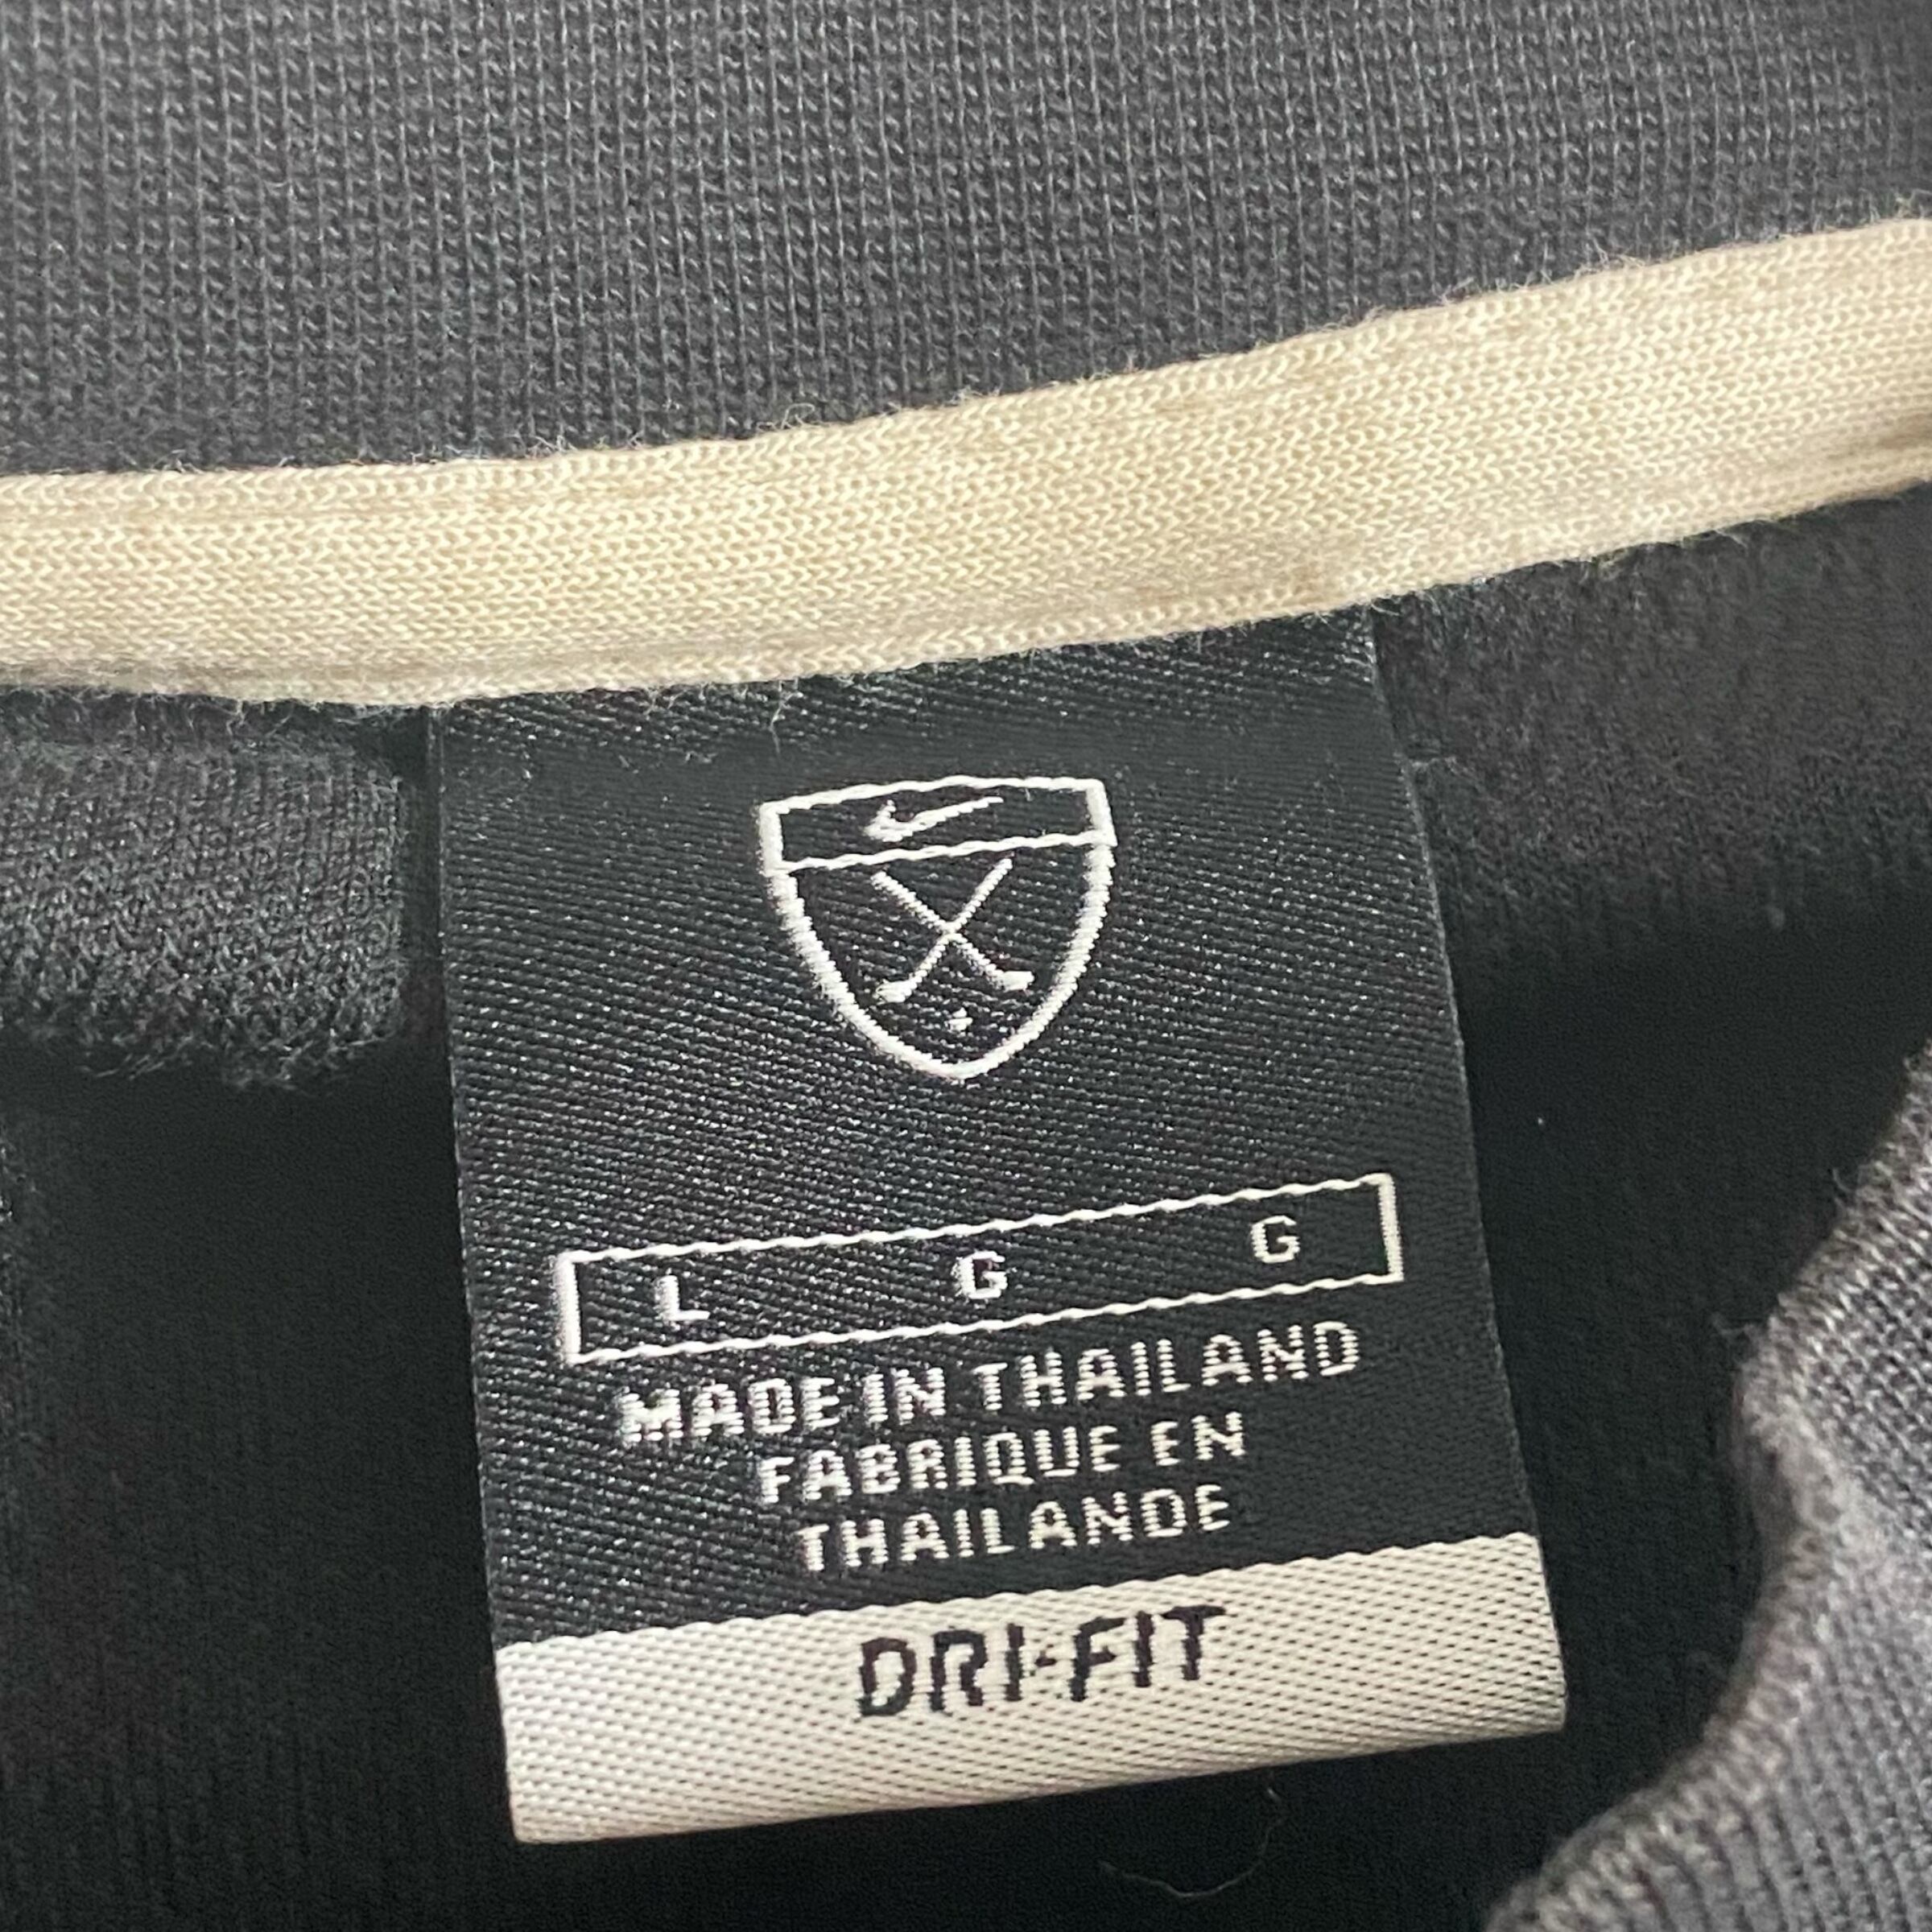 L G G
MADE IN THAILAND
FABRIQUE EN
THAILANDE
DRI-FIT